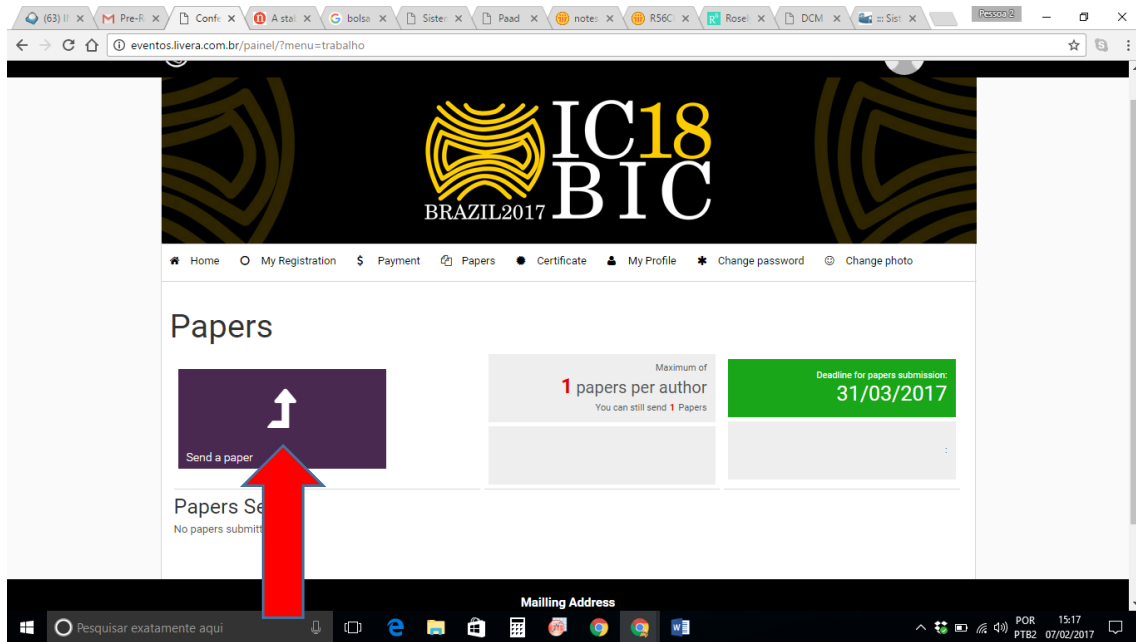 (63) II
Pre-R
Confe
A stal
bolsa
Sister
Paad
notes
R56C
Rosel
DCM
::: Sist
Pessoa 2
eventos.livera.com.br/painel/?menu=trabalho
IC18
BIC
BRAZIL2017
Home
My Registration
$ Payment
Papers
Certificate
My Profile
Change password
Change photo
Papers
Send a paper
Maximum of
1 papers per author
You can still send 1 Papers
Deadline for papers submission:
31/03/2017
:
Papers Se
No papers submitt
Mailling Address
Pesquisar exatamente aqui
POR
PTB2
15:17
07/02/2017